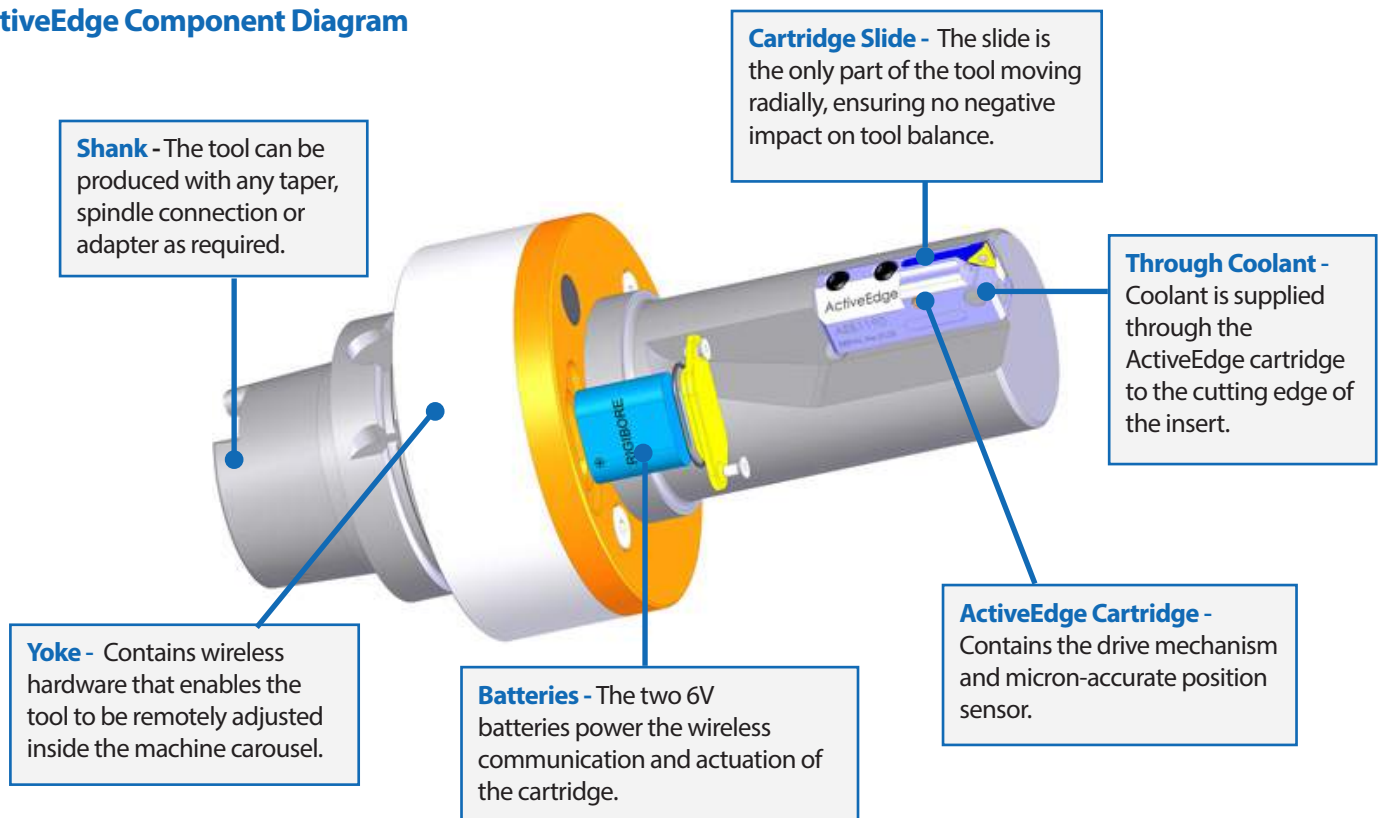 tiveEdge Component Diagram
Cartridge Slide - The slide is
the only part of the tool moving
radially, ensuring no negative
impact on tool balance.
Shank - The tool can be
produced with any taper,
spindle connection or
adapter as required.
Through Coolant -
Coolant is supplied
through the
ActiveEdge cartridge
to the cutting edge of
the insert.
ActiveEdge
RIGIBORE
+
ActiveEdge Cartridge -
Contains the drive mechanism
and micron-accurate position
sensor.
Yoke - Contains wireless
hardware that enables the
tool to be remotely adjusted
inside the machine carousel.
Batteries - The two 6V
batteries power the wireless
communication and actuation of
the cartridge.